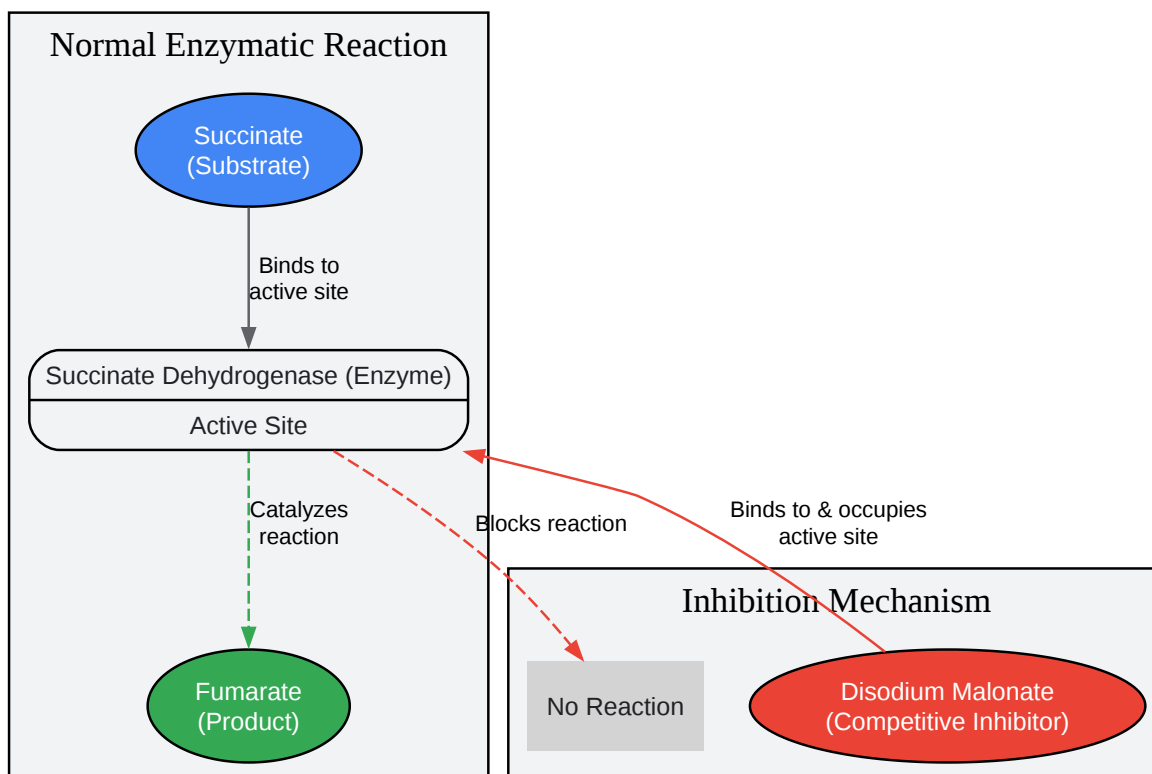 Normal Enzymatic Reaction
Succinate
(Substrate)
Binds to
active site
Succinate Dehydrogenase (Enzyme)
Active Site
Catalyzes
reaction
Blocks reaction
Binds to & occupies
active site
Inhibition Mechanism
Fumarate
(Product)
No Reaction
Disodium Malonate
(Competitive Inhibitor)